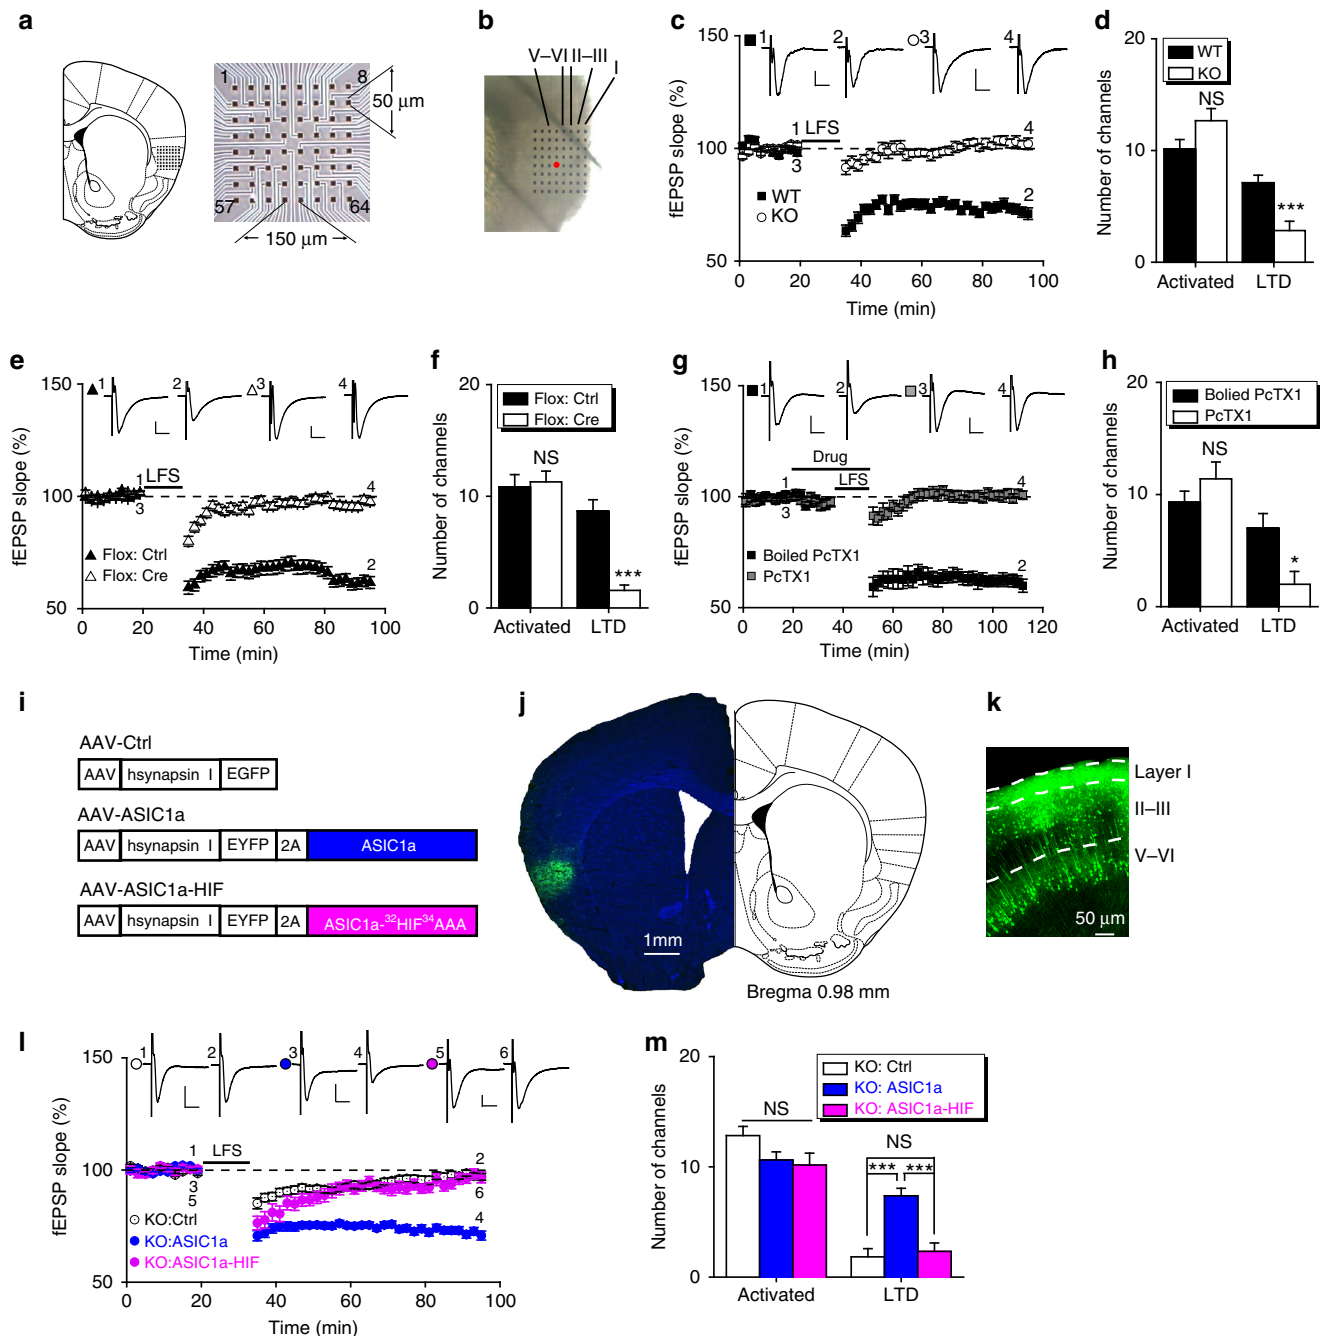 a
1
8
50 μm
57
64
150 μm
b
V–VI
II–III
I
c
150
100
50
fEPSP slope (%)
1
2
3
4
1
LFS
4
3
WT
KO
2
0
20
40
60
80
100
Time (min)
d
20
10
0
Number of channels
WT
KO
NS
***
Activated
LTD
e
150
100
50
fEPSP slope (%)
1
2
3
4
1
LFS
4
3
Flox: Ctrl
Flox: Cre
2
0
20
40
60
80
100
Time (min)
f
20
10
0
Number of channels
Flox: Ctrl
Flox: Cre
NS
***
Activated
LTD
g
150
100
50
fEPSP slope (%)
1
2
3
4
Drug
1
LFS
4
3
Boiled PcTX1
PcTX1
2
0
20
40
60
80
100
120
Time (min)
h
20
10
0
Number of channels
Bolied PcTX1
PcTX1
NS
*
Activated
LTD
i
AAV-Ctrl
AAV hsynapsin I EGFP
AAV-ASIC1a
AAV hsynapsin I EYFP 2A ASIC1a
AAV-ASIC1a-HIF
AAV hsynapsin I EYFP 2A ASIC1a-³²HIF³⁴AAA
j
1mm
Bregma 0.98 mm
k
Layer I
II–III
V–VI
50 μm
l
150
100
50
fEPSP slope (%)
1
2
3
4
5
6
1
LFS
2
3
5
6
4
KO:Ctrl
KO:ASIC1a
KO:ASIC1a-HIF
0
20
40
60
80
100
Time (min)
m
20
10
0
Number of channels
KO: Ctrl
KO: ASIC1a
KO: ASIC1a-HIF
NS
NS
***
***
Activated
LTD